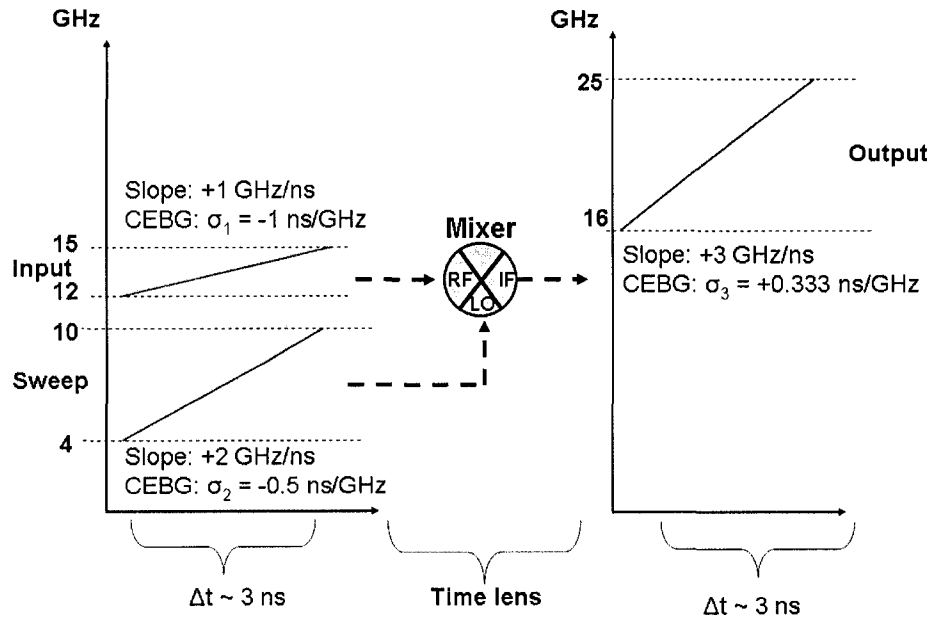 GHz
Slope: +1 GHz/ns
CEBG: σ₁ = -1 ns/GHz
15
Input
12
10
Sweep
4
Slope: +2 GHz/ns
CEBG: σ₂ = -0.5 ns/GHz
Δt ~ 3 ns
Mixer
RF
IF
LO
Time lens
GHz
25
Output
16
Slope: +3 GHz/ns
CEBG: σ₃ = +0.333 ns/GHz
Δt ~ 3 ns